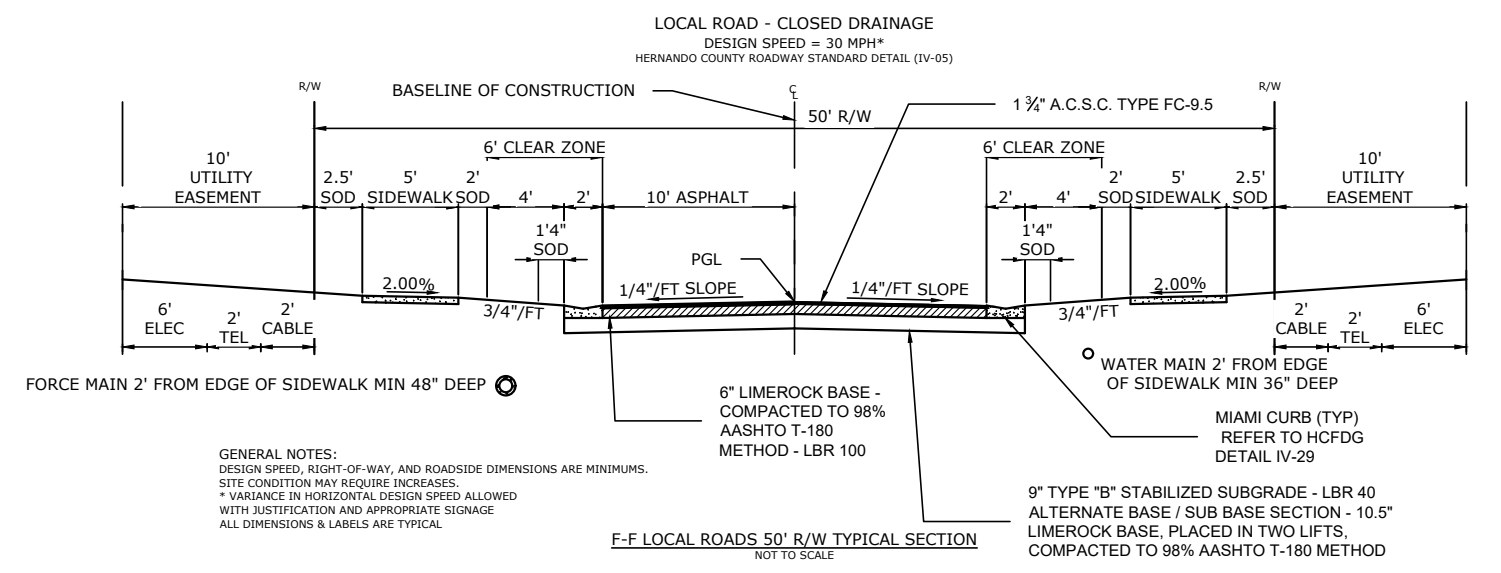 LOCAL ROAD - CLOSED DRAINAGE
DESIGN SPEED = 30 MPH*
HERNANDO COUNTY ROADWAY STANDARD DETAIL (IV-05)
R/W
BASELINE OF CONSTRUCTION
CL
R/W
1 ¾" A.C.S.C. TYPE FC-9.5
50' R/W
6' CLEAR ZONE
6' CLEAR ZONE
10'
UTILITY
EASEMENT
2.5'
SOD
5'
SIDEWALK
2'
SOD
4'
2'
10' ASPHALT
2'
4'
2'
SOD
5'
SIDEWALK
2.5'
SOD
10'
UTILITY
EASEMENT
1'4"
SOD
PGL
1'4"
SOD
2.00%
1/4"/FT SLOPE
1/4"/FT SLOPE
2.00%
3/4"/FT
3/4"/FT
6'
ELEC
2'
TEL
2'
CABLE
2'
CABLE
2'
TEL
6'
ELEC
FORCE MAIN 2' FROM EDGE OF SIDEWALK MIN 48" DEEP
WATER MAIN 2' FROM EDGE
OF SIDEWALK MIN 36" DEEP
6" LIMEROCK BASE -
COMPACTED TO 98%
AASHTO T-180
METHOD - LBR 100
MIAMI CURB (TYP)
REFER TO HCFDG
DETAIL IV-29
GENERAL NOTES:
DESIGN SPEED, RIGHT-OF-WAY, AND ROADSIDE DIMENSIONS ARE MINIMUMS.
SITE CONDITION MAY REQUIRE INCREASES.
* VARIANCE IN HORIZONTAL DESIGN SPEED ALLOWED
WITH JUSTIFICATION AND APPROPRIATE SIGNAGE
ALL DIMENSIONS & LABELS ARE TYPICAL
9" TYPE "B" STABILIZED SUBGRADE - LBR 40
ALTERNATE BASE / SUB BASE SECTION - 10.5"
LIMEROCK BASE, PLACED IN TWO LIFTS,
COMPACTED TO 98% AASHTO T-180 METHOD
F-F LOCAL ROADS 50' R/W TYPICAL SECTION
NOT TO SCALE